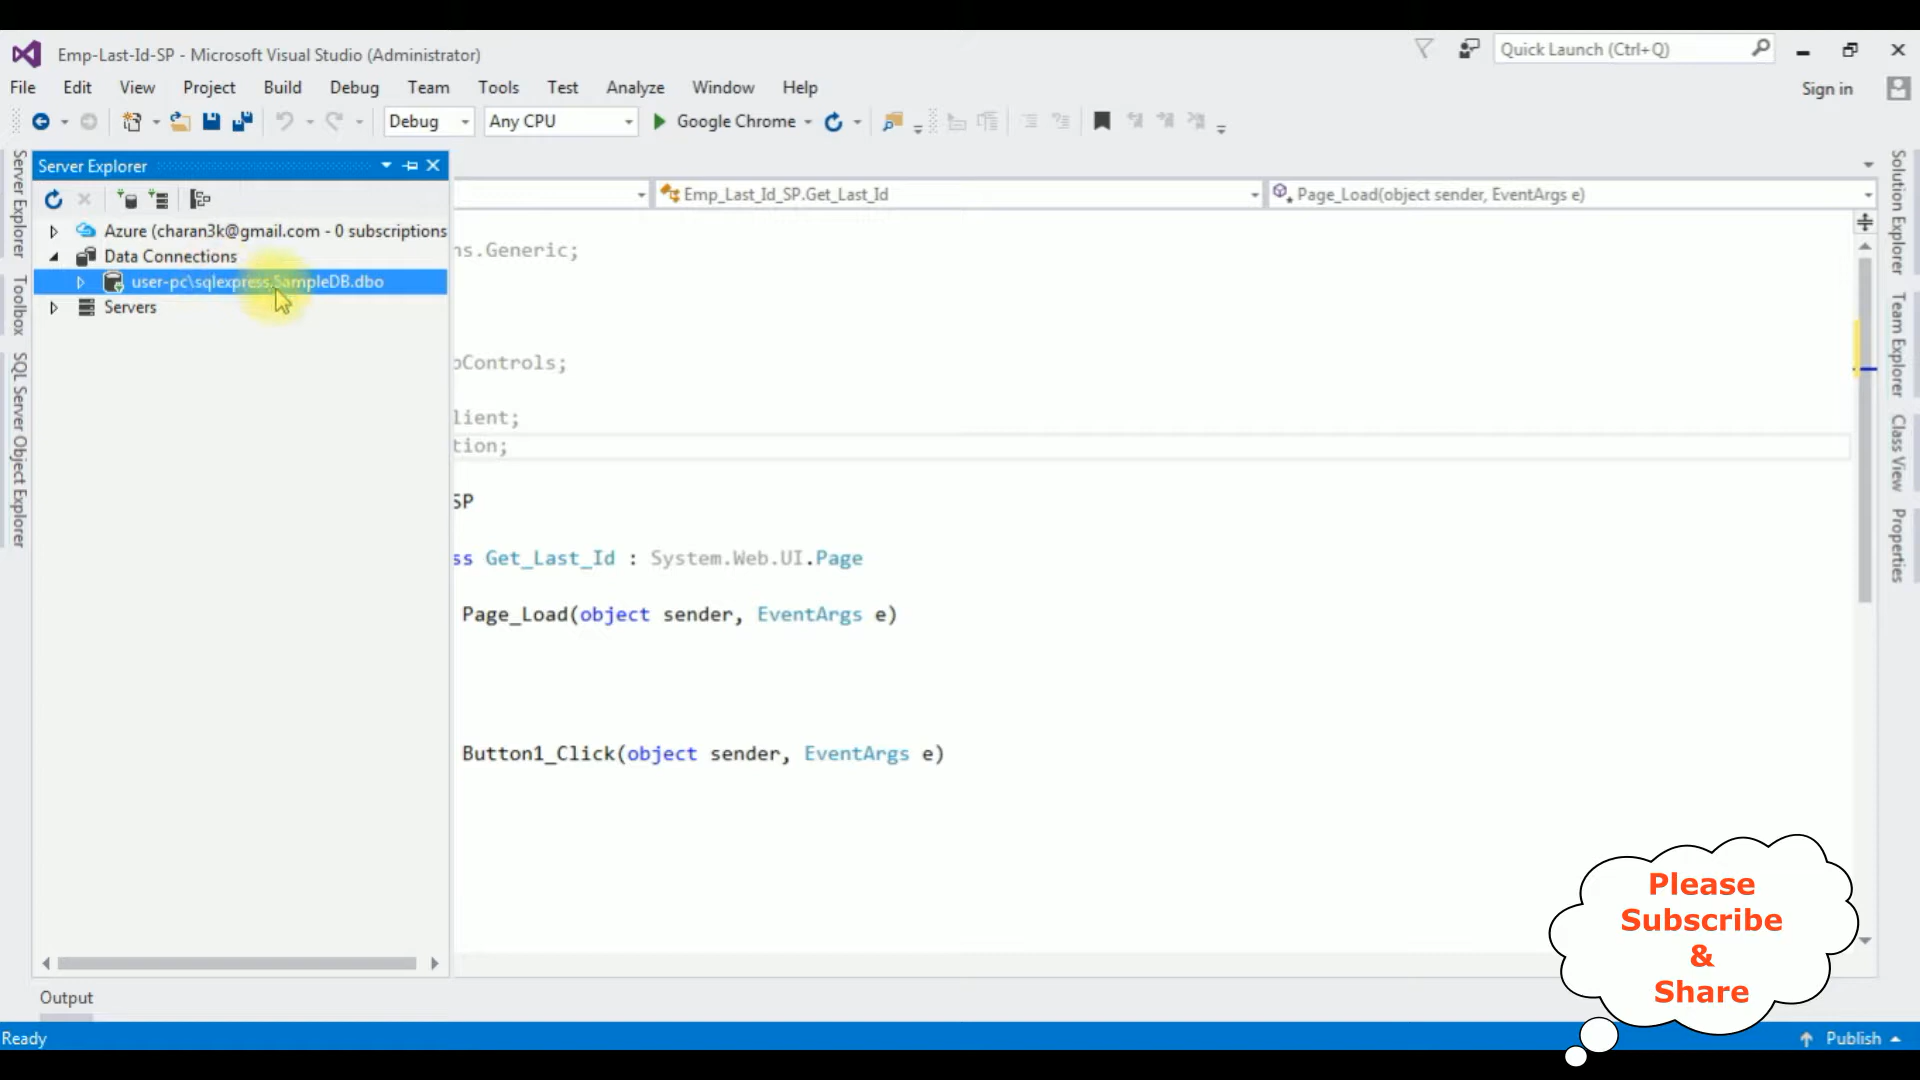 Emp-Last-Id-SP - Microsoft Visual Studio (Administrator)
Quick Launch (Ctrl+Q)
File Edit View Project Build Debug Team Tools Test Analyze Window Help
Sign in
Debug Any CPU Google Chrome
Server Explorer
Toolbox
SQL Server Object Explorer
Server Explorer
Azure (charan3k@gmail.com - 0 subscriptions
Data Connections
user-pc\sqlexpress.SampleDB.dbo
Servers
Emp_Last_Id_SP.Get_Last_Id
Page_Load(object sender, EventArgs e)
ns.Generic;
bControls;
lient;
tion;
SP
ss Get_Last_Id : System.Web.UI.Page
Page_Load(object sender, EventArgs e)
Button1_Click(object sender, EventArgs e)
Solution Explorer
Team Explorer
Class View
Properties
Please
Subscribe
&
Share
Output
Ready
Publish